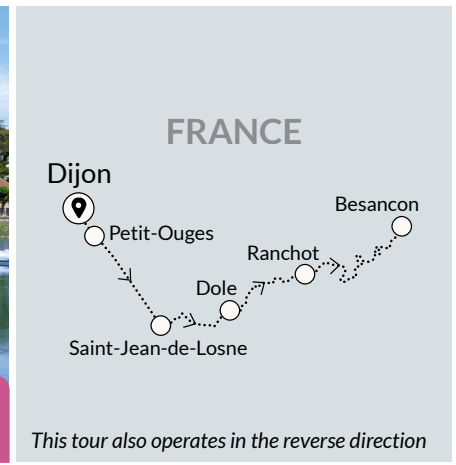 FRANCE
Dijon
Besancon
Petit-Ouges
Ranchot
Dole
Saint-Jean-de-Losne
This tour also operates in the reverse direction